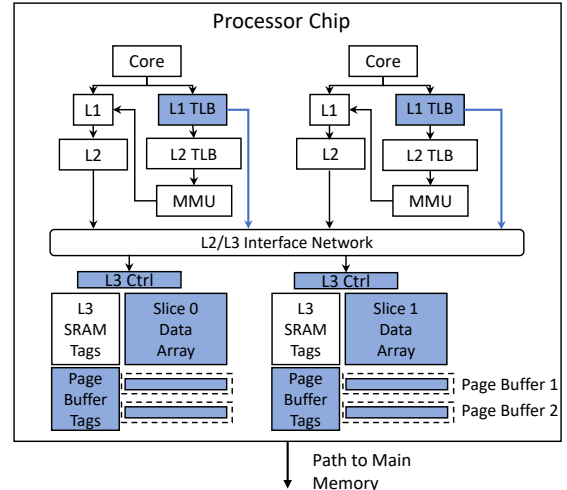 Processor Chip
Core
Core
L1
L1 TLB
L1
L1 TLB
L2
L2 TLB
L2
L2 TLB
MMU
MMU
L2/L3 Interface Network
L3 Ctrl
L3 Ctrl
L3
SRAM
Tags
Slice 0
Data
Array
L3
SRAM
Tags
Slice 1
Data
Array
Page
Buffer
Tags
Page
Buffer
Tags
Page Buffer 1
Page Buffer 2
Path to Main
Memory